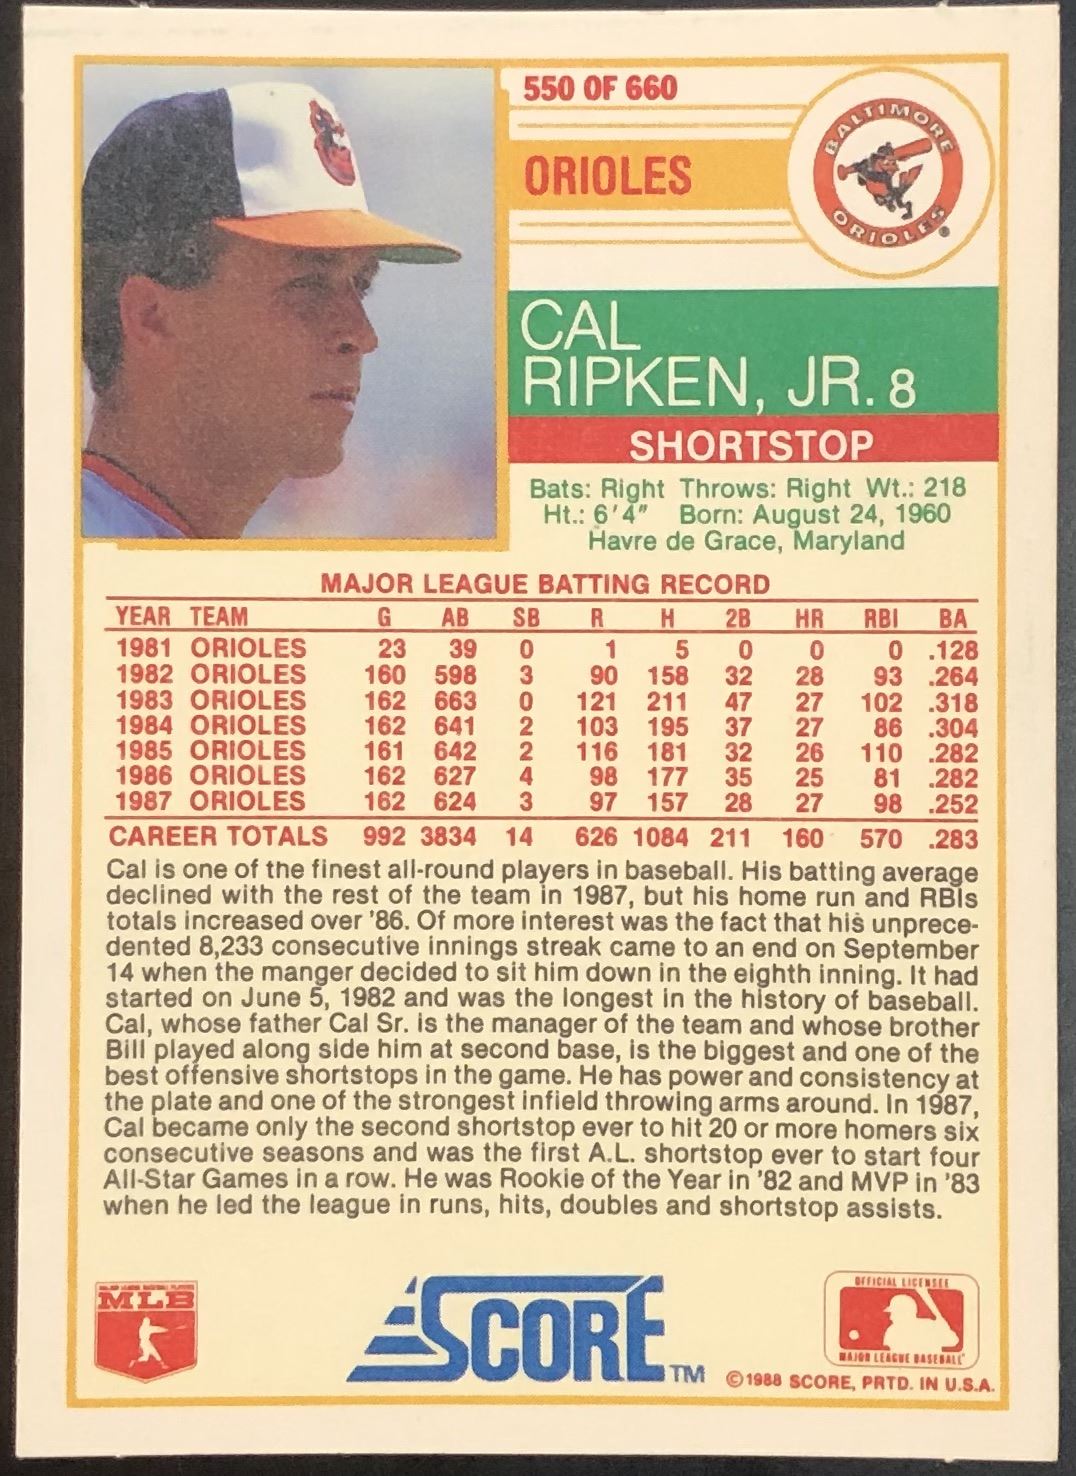 550 OF 660
ORIOLES
BALTIMORE
ORIOLES ®
CAL
RIPKEN, JR. 8
SHORTSTOP
Bats: Right Throws: Right Wt.: 218
Ht.: 6'4" Born: August 24, 1960
Havre de Grace, Maryland
MAJOR LEAGUE BATTING RECORD
YEAR TEAM G AB SB R H 2B HR RBI BA
1981 ORIOLES 23 39 0 1 5 0 0 0 .128
1982 ORIOLES 160 598 3 90 158 32 28 93 .264
1983 ORIOLES 162 663 0 121 211 47 27 102 .318
1984 ORIOLES 162 641 2 103 195 37 27 86 .304
1985 ORIOLES 161 642 2 116 181 32 26 110 .282
1986 ORIOLES 162 627 4 98 177 35 25 81 .282
1987 ORIOLES 162 624 3 97 157 28 27 98 .252
CAREER TOTALS 992 3834 14 626 1084 211 160 570 .283
Cal is one of the finest all-round players in baseball. His batting average
declined with the rest of the team in 1987, but his home run and RBIs
totals increased over '86. Of more interest was the fact that his unprece-
dented 8,233 consecutive innings streak came to an end on September
14 when the manger decided to sit him down in the eighth inning. It had
started on June 5, 1982 and was the longest in the history of baseball.
Cal, whose father Cal Sr. is the manager of the team and whose brother
Bill played along side him at second base, is the biggest and one of the
best offensive shortstops in the game. He has power and consistency at
the plate and one of the strongest infield throwing arms around. In 1987,
Cal became only the second shortstop ever to hit 20 or more homers six
consecutive seasons and was the first A.L. shortstop ever to start four
All-Star Games in a row. He was Rookie of the Year in '82 and MVP in '83
when he led the league in runs, hits, doubles and shortstop assists.
MLB
SCORE TM
OFFICIAL LICENSEE
MAJOR LEAGUE BASEBALL
©1988 SCORE, PRTD. IN U.S.A.